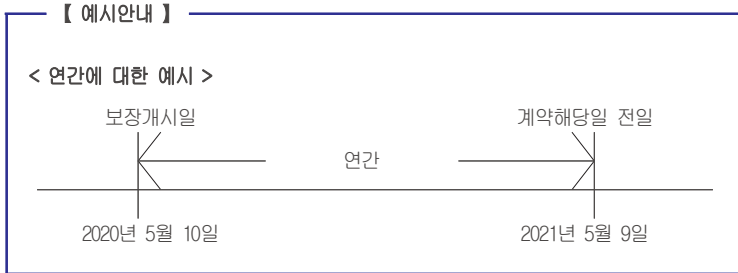 【 예시안내 】
< 연간에 대한 예시 >
보장개시일 계약해당일 전일
연간
2020년 5월 10일 2021년 5월 9일